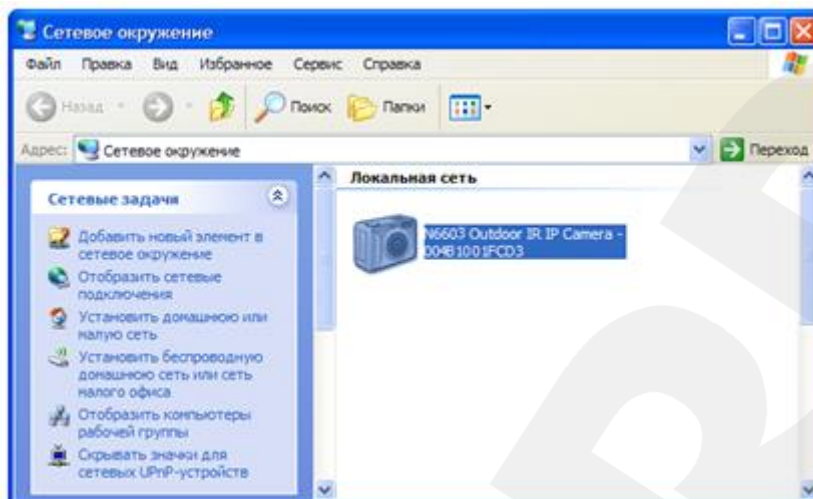 Сетевое окружение
Файл Правка Вид Избранное Сервис Справка
Назад Поиск Папки
Адрес: Сетевое окружение Переход
Локальная сеть
Сетевые задачи
N6603 Outdoor IR IP Camera -
004B1001FCD3
Добавить новый элемент в
сетевое окружение
Отобразить сетевые
подключения
Установить домашнюю или
малую сеть
Установить беспроводную
домашнюю сеть или сеть
малого офиса
Отобразить компьютеры
рабочей группы
Скрывать значки для
сетевых UPnP-устройств